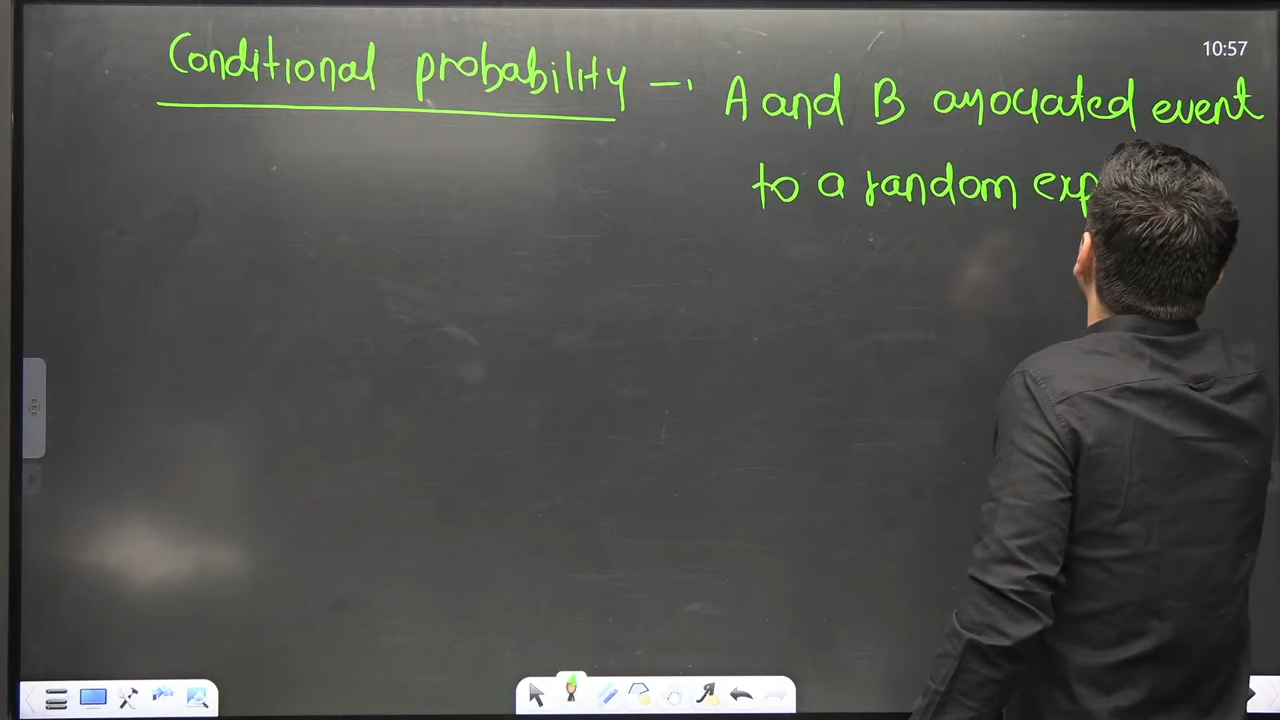 10:57
Conditional probability -: A and B associated event
to a random exp